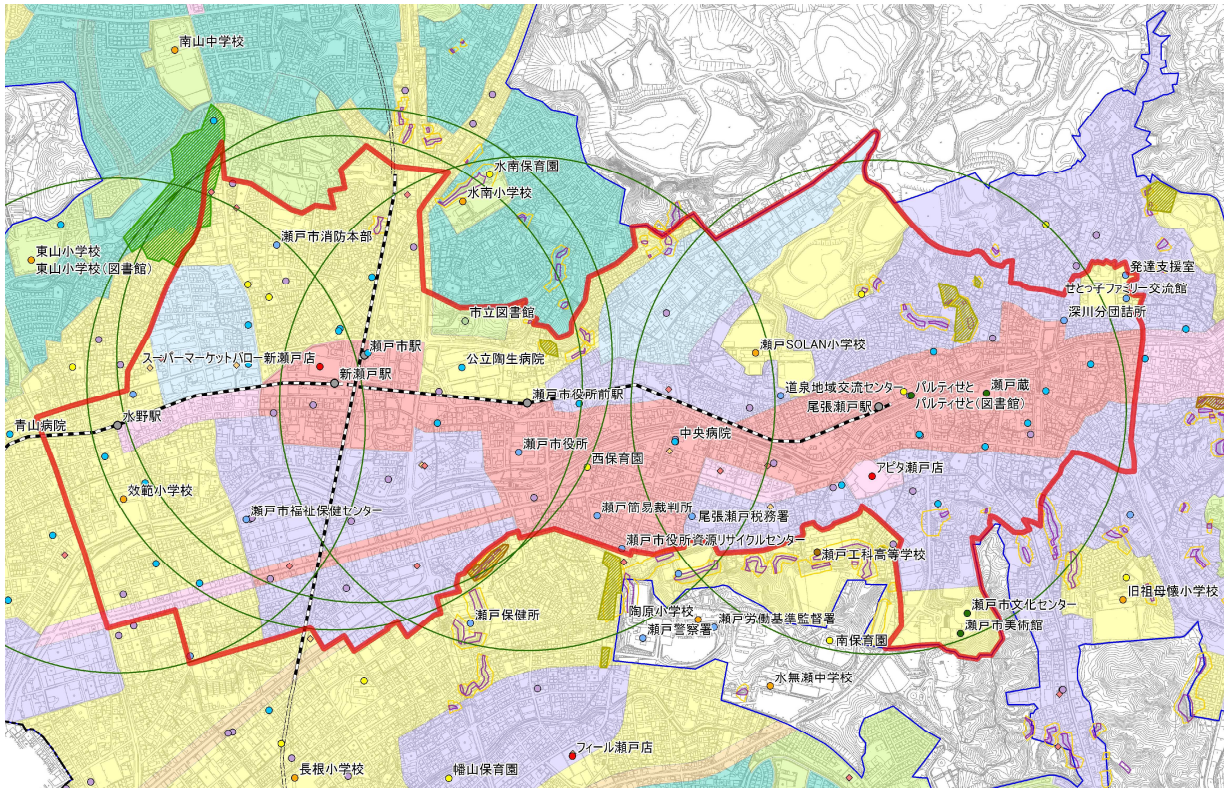 南山中学校
水南保育園
水南小学校
瀬戸市消防本部
東山小学校
東山小学校(図書館)
発達支援室
せとっ子ファミリー交流館
深川分団詰所
市立図書館
瀬戸市駅
スーパーマーケットバロー新瀬戸店
公立陶生病院
瀬戸SOLAN小学校
新瀬戸駅
瀬戸市役所前駅
道泉地域交流センター
パルティせと
瀬戸蔵
パルティせと(図書館)
尾張瀬戸駅
水野駅
青山病院
中央病院
瀬戸市役所
西保育園
アピタ瀬戸店
效範小学校
瀬戸市福祉保健センター
瀬戸簡易裁判所
尾張瀬戸税務署
瀬戸市役所資源リサイクルセンター
瀬戸工科高等学校
旧祖母懐小学校
瀬戸保健所
陶原小学校
瀬戸労働基準監督署
瀬戸警察署
南保育園
瀬戸市文化センター
瀬戸市美術館
水無瀬中学校
フィール瀬戸店
長根小学校
幡山保育園